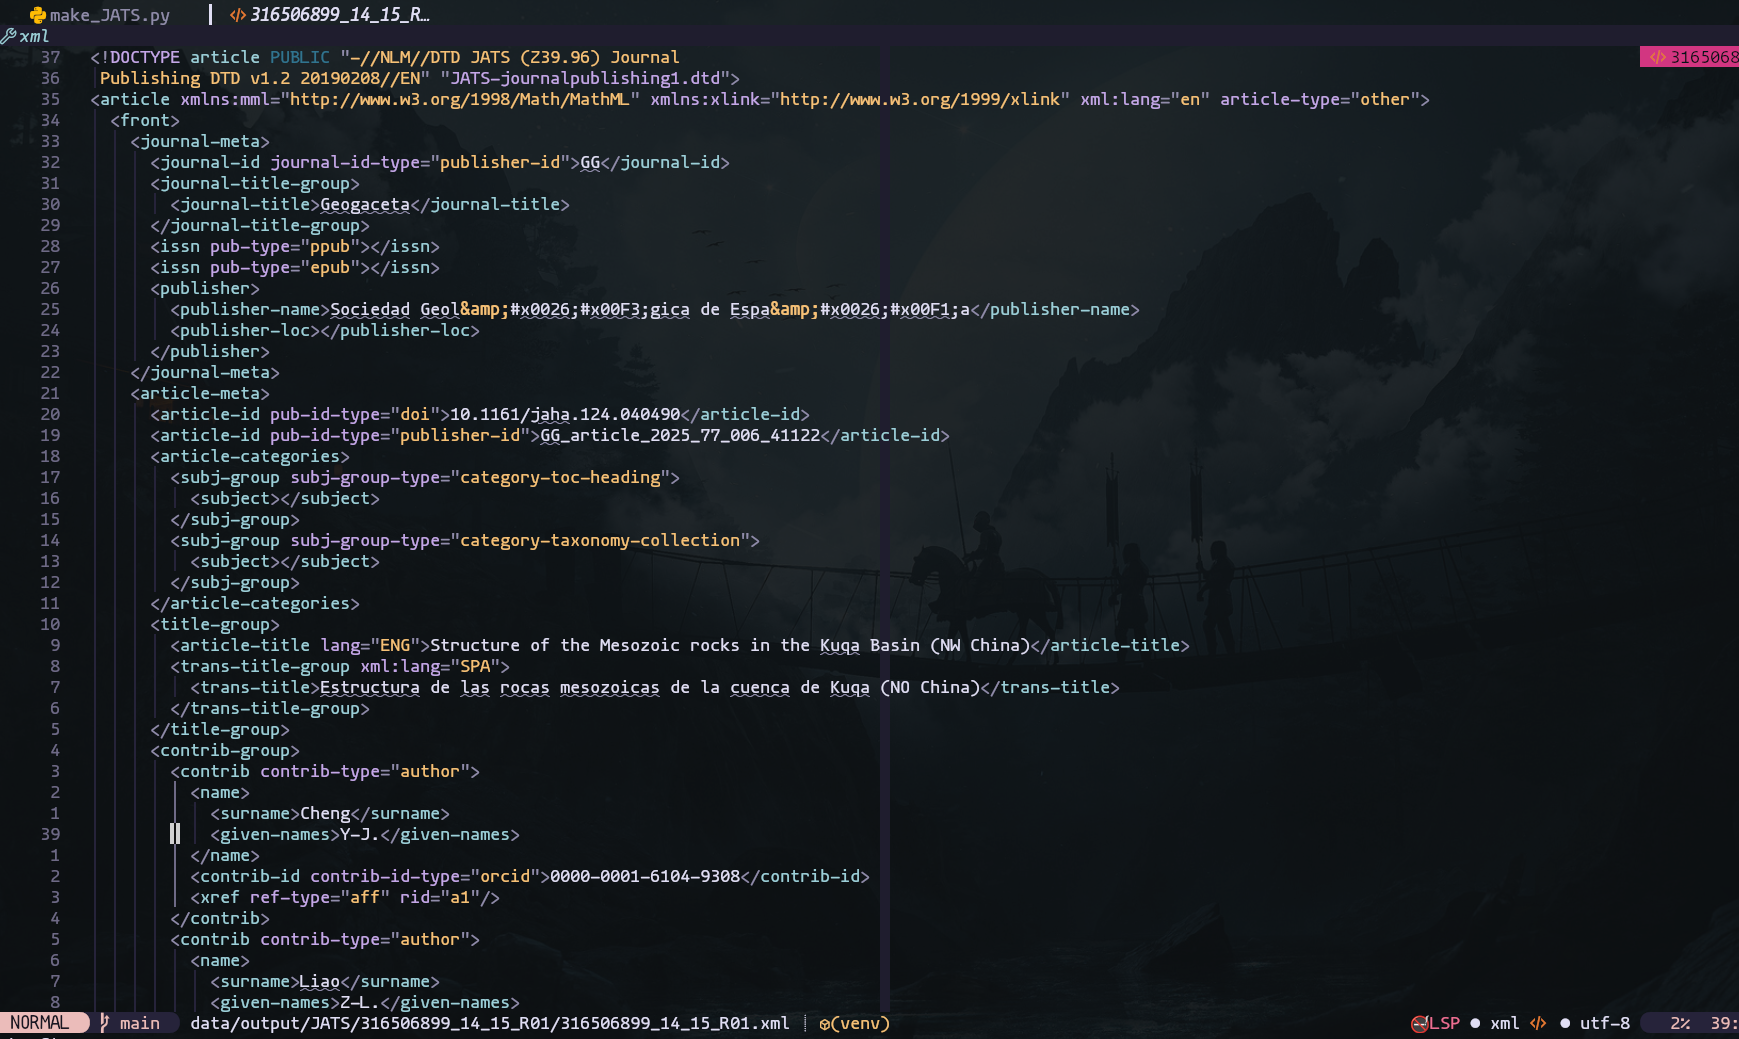 make_JATS.py | </> 316506899_14_15_R…
xml
37 <!DOCTYPE article PUBLIC "-//NLM//DTD JATS (Z39.96) Journal
</> 3165068
36 Publishing DTD v1.2 20190208//EN" "JATS-journalpublishing1.dtd">
35 <article xmlns:mml="http://www.w3.org/1998/Math/MathML" xmlns:xlink="http://www.w3.org/1999/xlink" xml:lang="en" article-type="other">
34 <front>
33 <journal-meta>
32 <journal-id journal-id-type="publisher-id">GG</journal-id>
31 <journal-title-group>
30 <journal-title>Geogaceta</journal-title>
29 </journal-title-group>
28 <issn pub-type="ppub"></issn>
27 <issn pub-type="epub"></issn>
26 <publisher>
25 <publisher-name>Sociedad Geol&amp;#x0026;#x00F3;gica de Espa&amp;#x0026;#x00F1;a</publisher-name>
24 <publisher-loc></publisher-loc>
23 </publisher>
22 </journal-meta>
21 <article-meta>
20 <article-id pub-id-type="doi">10.1161/jaha.124.040490</article-id>
19 <article-id pub-id-type="publisher-id">GG_article_2025_77_006_41122</article-id>
18 <article-categories>
17 <subj-group subj-group-type="category-toc-heading">
16 <subject></subject>
15 </subj-group>
14 <subj-group subj-group-type="category-taxonomy-collection">
13 <subject></subject>
12 </subj-group>
11 </article-categories>
10 <title-group>
9 <article-title lang="ENG">Structure of the Mesozoic rocks in the Kuqa Basin (NW China)</article-title>
8 <trans-title-group xml:lang="SPA">
7 <trans-title>Estructura de las rocas mesozoicas de la cuenca de Kuqa (NO China)</trans-title>
6 </trans-title-group>
5 </title-group>
4 <contrib-group>
3 <contrib contrib-type="author">
2 <name>
1 <surname>Cheng</surname>
39 <given-names>Y-J.</given-names>
1 </name>
2 <contrib-id contrib-id-type="orcid">0000-0001-6104-9308</contrib-id>
3 <xref ref-type="aff" rid="a1"/>
4 </contrib>
5 <contrib contrib-type="author">
6 <name>
7 <surname>Liao</surname>
8 <given-names>Z-L.</given-names>
NORMAL main data/output/JATS/316506899_14_15_R01/316506899_14_15_R01.xml (venv) LSP ● xml </> ● utf-8 2% 39: